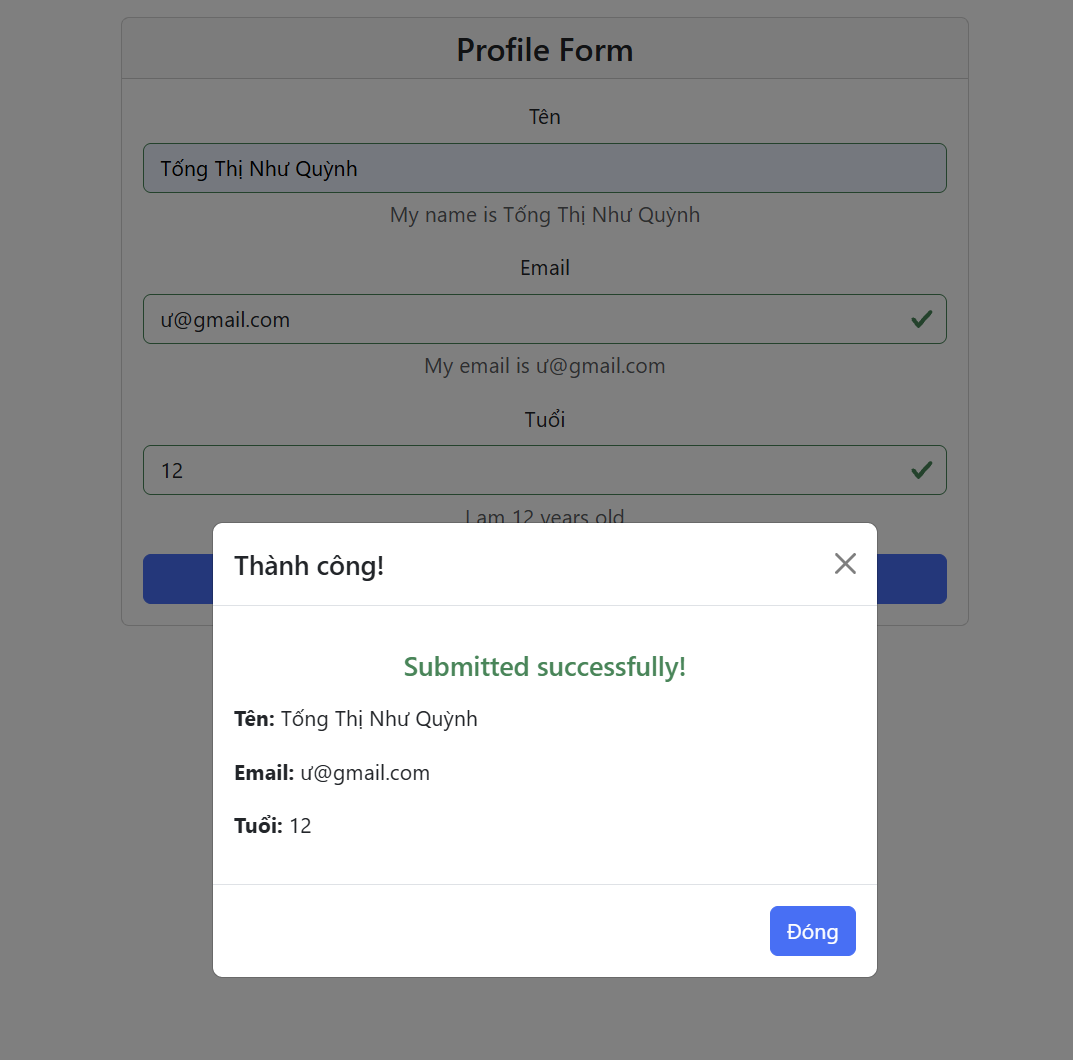 Profile Form
Tên
Tống Thị Như Quỳnh
My name is Tống Thị Như Quỳnh
Email
ư@gmail.com
My email is ư@gmail.com
Tuổi
12
I am 12 years old
Thành công!
Submitted successfully!
Tên: Tống Thị Như Quỳnh
Email: ư@gmail.com
Tuổi: 12
Đóng